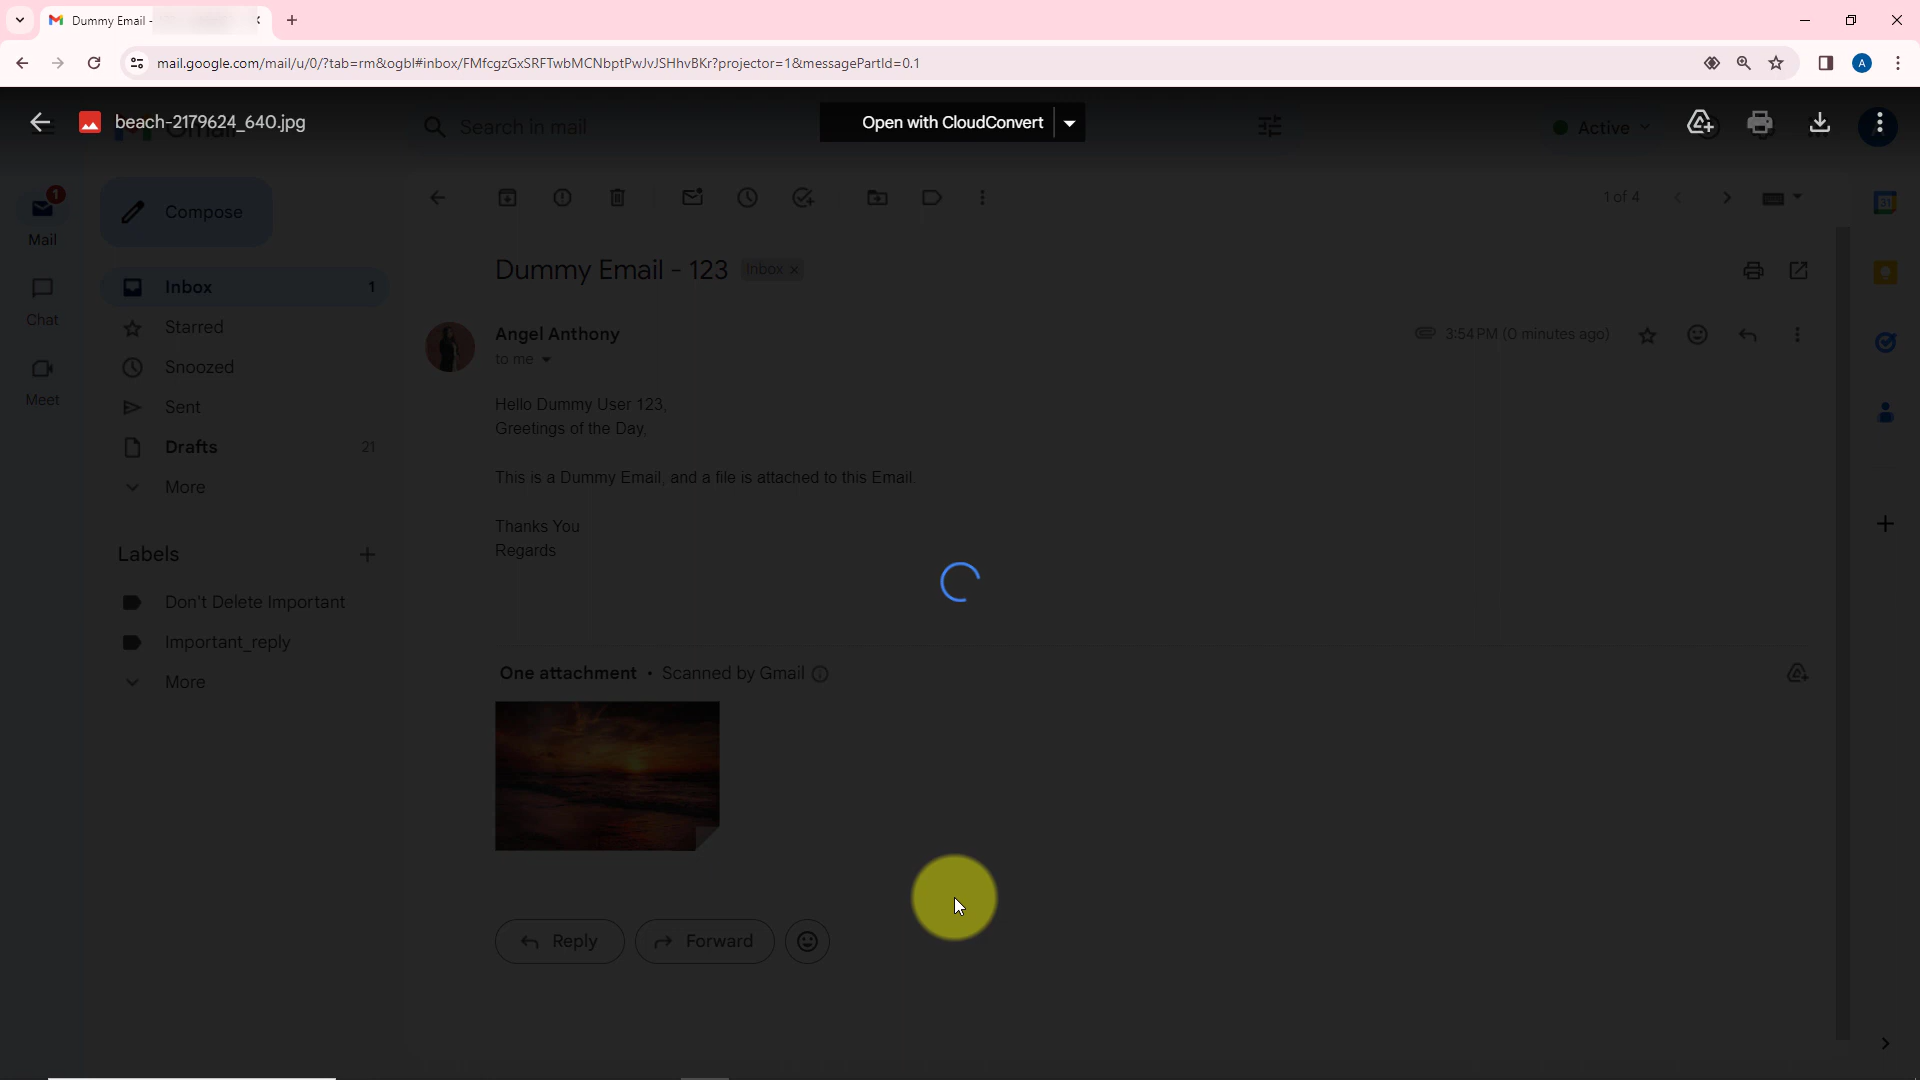 Dummy Email -
mail.google.com/mail/u/0/?tab=rm&ogbl#inbox/FMfcgzGxSRFTwbMCNbptPwJvJSHhvBKr?projector=1&messagePartId=0.1
A
beach-2179624_640.jpg
Gmail
Search in mail
Open with CloudConvert
Active
1
Mail
Compose
1 of 4
31
Chat
Inbox 1
Dummy Email - 123 Inbox ×
Starred
Meet
Snoozed
Angel Anthony
3:54 PM (0 minutes ago)
to me
Sent
Hello Dummy User 123,
Greetings of the Day,
Drafts 21
This is a Dummy Email, and a file is attached to this Email.
More
Thanks You
Regards
Labels
Don't Delete Important
Important_reply
More
One attachment • Scanned by Gmail
Reply
Forward